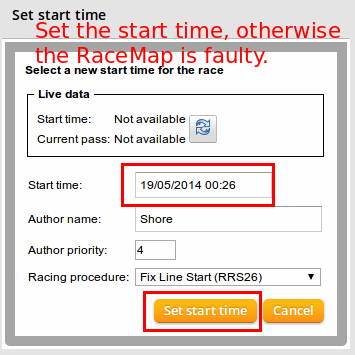 Set start time
Set the start time, otherwise
the RaceMap is faulty.
Select a new start time for the race
Live data
Start time: Not available
Current pass: Not available
Start time: 19/05/2014 00:26
Author name: Shore
Author priority: 4
Racing procedure: Fix Line Start (RRS26)
Set start time Cancel